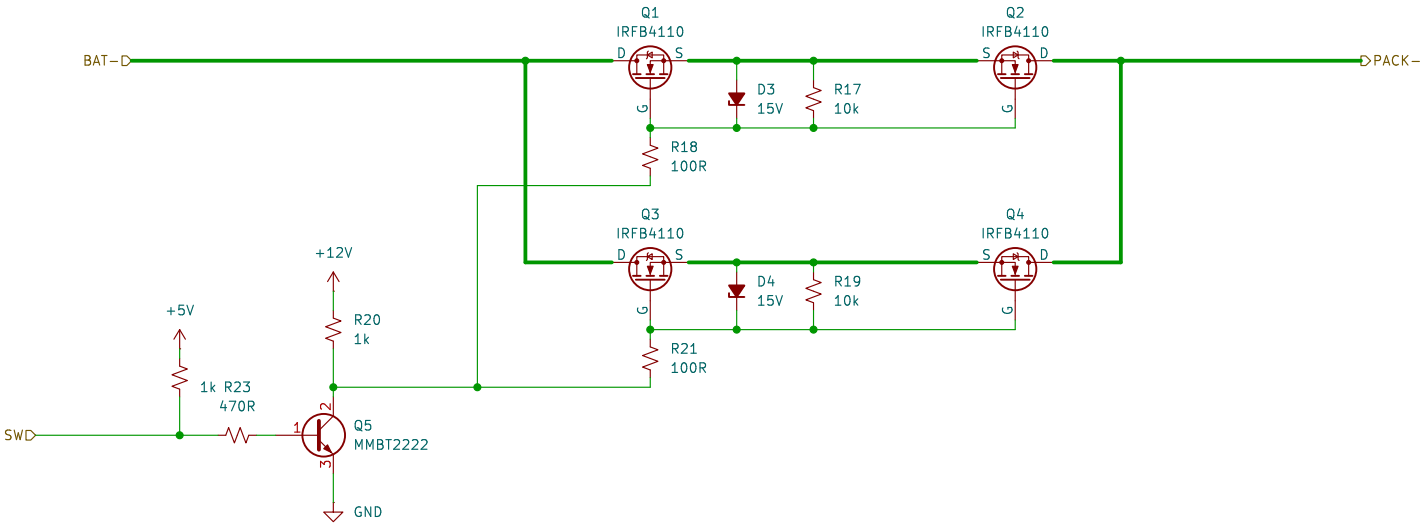 Q1
IRFB4110
Q2
IRFB4110
BAT-
D
S
S
D
PACK-
G
D3
15V
R17
10k
G
R18
100R
Q3
IRFB4110
Q4
IRFB4110
D
S
S
D
+12V
G
D4
15V
R19
10k
G
+5V
R20
1k
R21
100R
1k R23
470R
2
Q5
MMBT2222
SW
1
3
GND